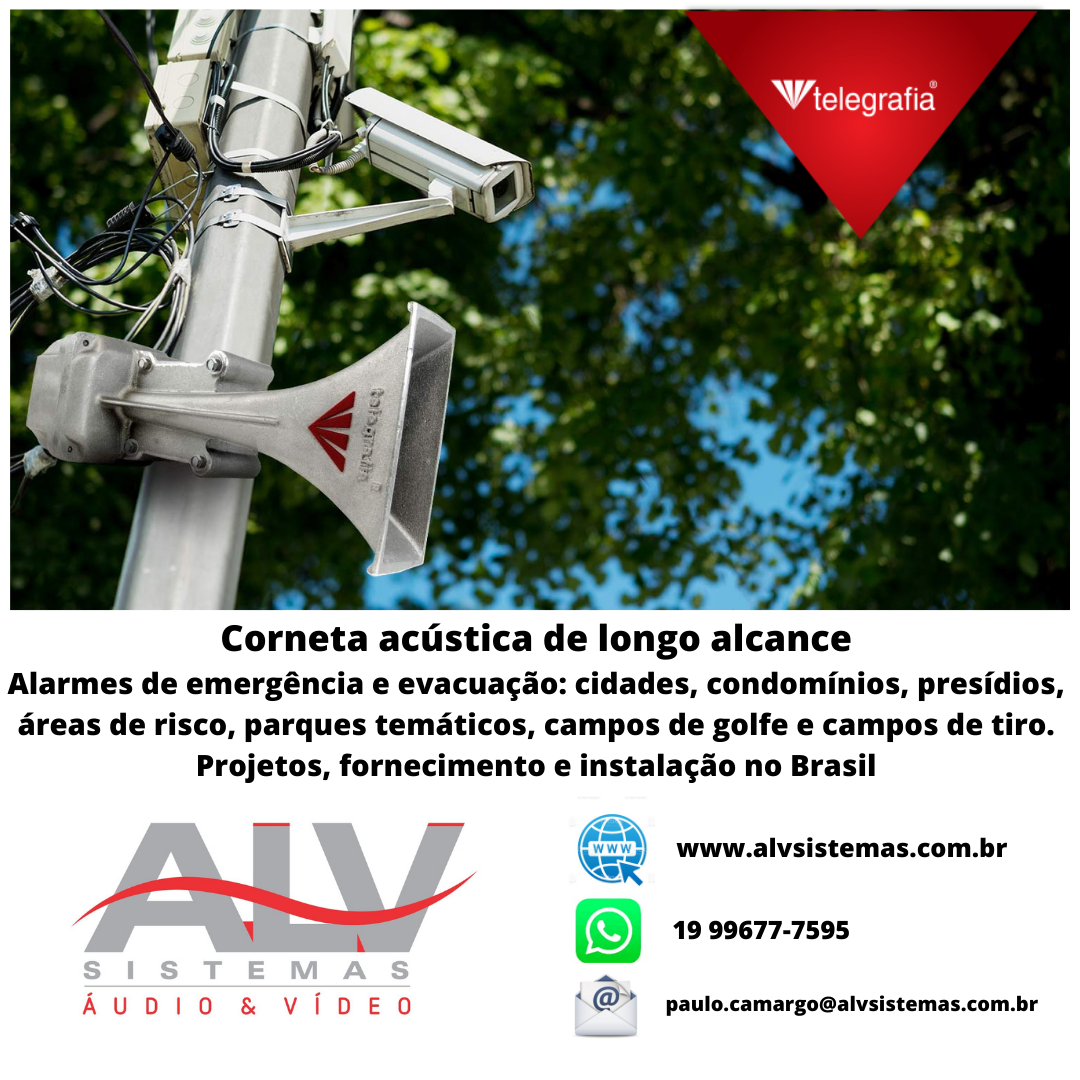 telegrafia®
telegrafia
Corneta acústica de longo alcance
Alarmes de emergência e evacuação: cidades, condomínios, presídios,
áreas de risco, parques temáticos, campos de golfe e campos de tiro.
Projetos, fornecimento e instalação no Brasil
ALV
SISTEMAS
ÁUDIO & VÍDEO
WWW
www.alvsistemas.com.br
19 99677-7595
@
paulo.camargo@alvsistemas.com.br